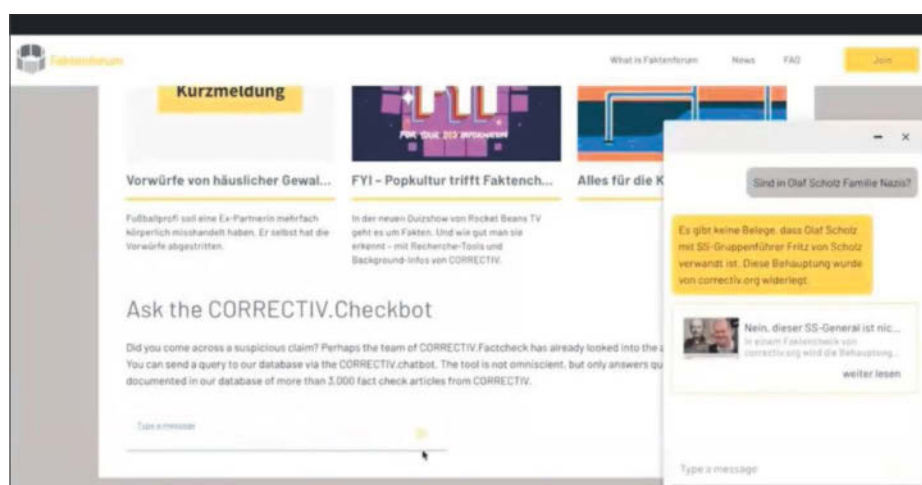 Faktenforum
What is Faktenforum
News
FAQ
Join
Kurzmeldung
FOR YOUR DIS INFORMATION
Vorwürfe von häuslicher Gewal...
FYI – Popkultur trifft Faktench...
Alles für die K
Fußballprofi soll eine Ex-Partnerin mehrfach
körperlich misshandelt haben. Er selbst hat die
Vorwürfe abgestritten.
In der neuen Quizshow von Rocket Beans TV
geht es um Fakten. Und wie gut man sie
erkennt – mit Recherche-Tools und
Background-Infos von CORRECTIV.
Ask the CORRECTIV.Checkbot
Did you come across a suspicious claim? Perhaps the team of CORRECTIV.Factcheck has already looked into the
You can send a query to our database via the CORRECTIV.chatbot. The tool is not omniscient, but only answers qu
documented in our database of more than 3,000 fact check articles from CORRECTIV.
Type a message
Sind in Olaf Scholz Familie Nazis?
Es gibt keine Belege, dass Olaf Scholz
mit SS-Gruppenführer Fritz von Scholz
verwandt ist. Diese Behauptung wurde
von correctiv.org widerlegt.
Nein, dieser SS-General ist nic...
In einem Faktencheck von
correctiv.org wird die Behauptung...
weiter lesen
Type a message